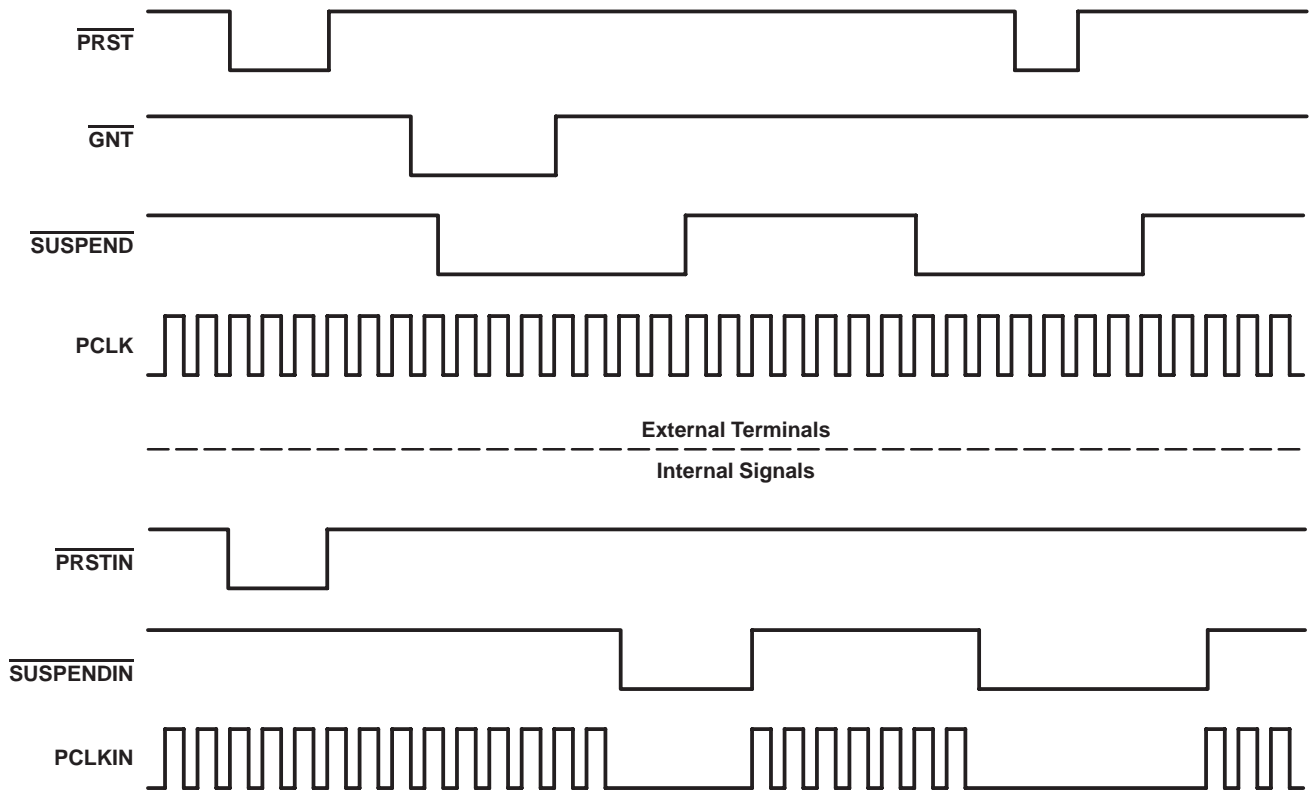 PRST
GNT
SUSPEND
PCLK
External Terminals
Internal Signals
PRSTIN
SUSPENDIN
PCLKIN